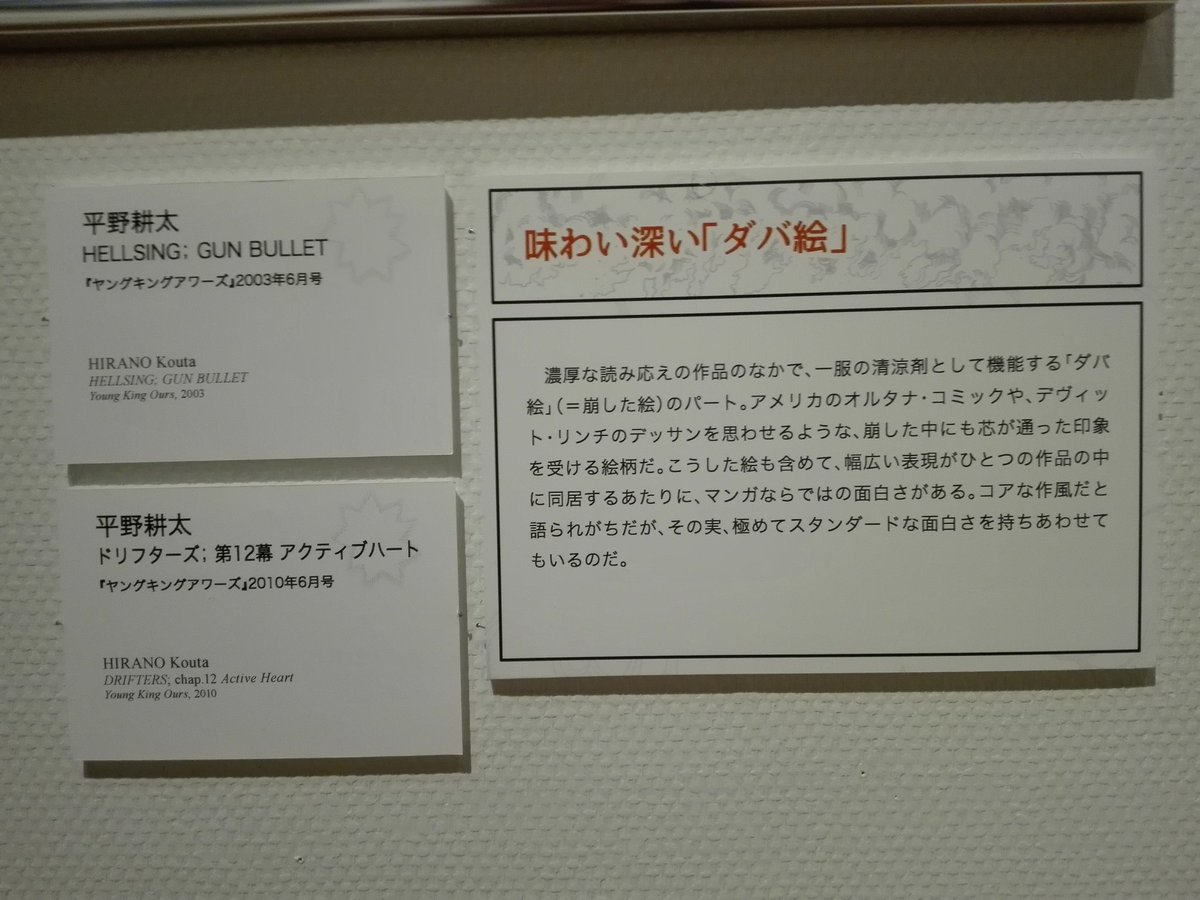 平野耕太
HELLSING; GUN BULLET
『ヤングキングアワーズ』2003年6月号
HIRANO Kouta
HELLSING; GUN BULLET
Young King Ours, 2003
平野耕太
ドリフターズ; 第12幕 アクティブハート
『ヤングキングアワーズ』2010年6月号
HIRANO Kouta
DRIFTERS; chap.12 Active Heart
Young King Ours, 2010
味わい深い「ダバ絵」
濃厚な読み応えの作品のなかで、一服の清涼剤として機能する「ダバ
絵」（＝崩した絵）のパート。アメリカのオルタナ・コミックや、デヴィッ
ト・リンチのデッサンを思わせるような、崩した中にも芯が通った印象
を受ける絵柄だ。こうした絵も含めて、幅広い表現がひとつの作品の中
に同居するあたりに、マンガならではの面白さがある。コアな作風だと
語られがちだが、その実、極めてスタンダードな面白さを持ちあわせて
もいるのだ。